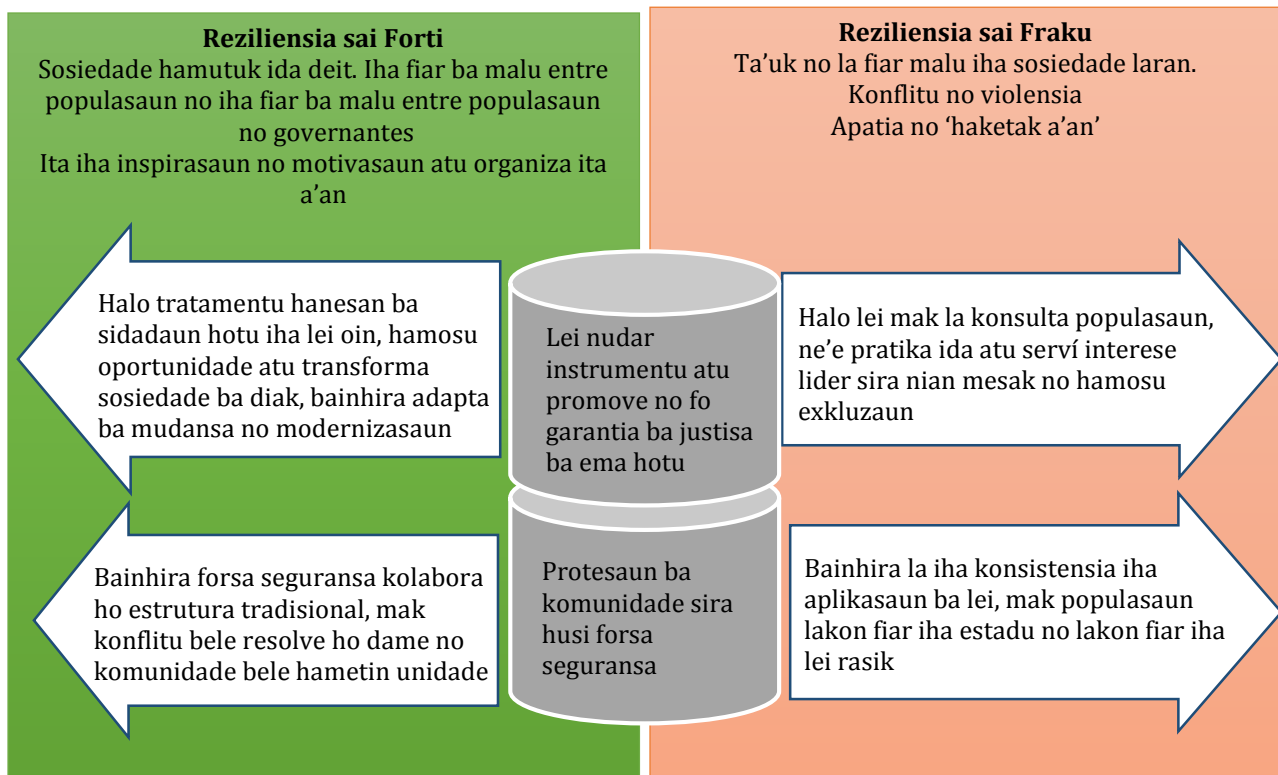 Reziliensia sai Forti
Sosiedade hamutuk ida deit. Iha fiar ba malu entre
populasaun no iha fiar ba malu entre populasaun
no governantes
Ita iha inspirasaun no motivasaun atu organiza ita
a’an
Reziliensia sai Fraku
Ta’uk no la fiar malu iha sosiedade laran.
Konflitu no violensia
Apatia no ‘haketak a’an’
Halo tratamentu hanesan ba
sidadaun hotu iha lei oin, hamosu
oportunidade atu transforma
sosiedade ba diak, bainhira adapta
ba mudansa no modernizasaun
Lei nudar
instrumentu atu
promove no fo
garantia ba justisa
ba ema hotu
Halo lei mak la konsulta populasaun,
ne’e pratika ida atu serví interese
lider sira nian mesak no hamosu
exkluzaun
Bainhira forsa seguransa kolabora
ho estrutura tradisional, mak
konflitu bele resolve ho dame no
komunidade bele hametin unidade
Protesaun ba
komunidade sira
husi forsa
seguransa
Bainhira la iha konsistensia iha
aplikasaun ba lei, mak populasaun
lakon fiar iha estadu no lakon fiar iha
lei rasik